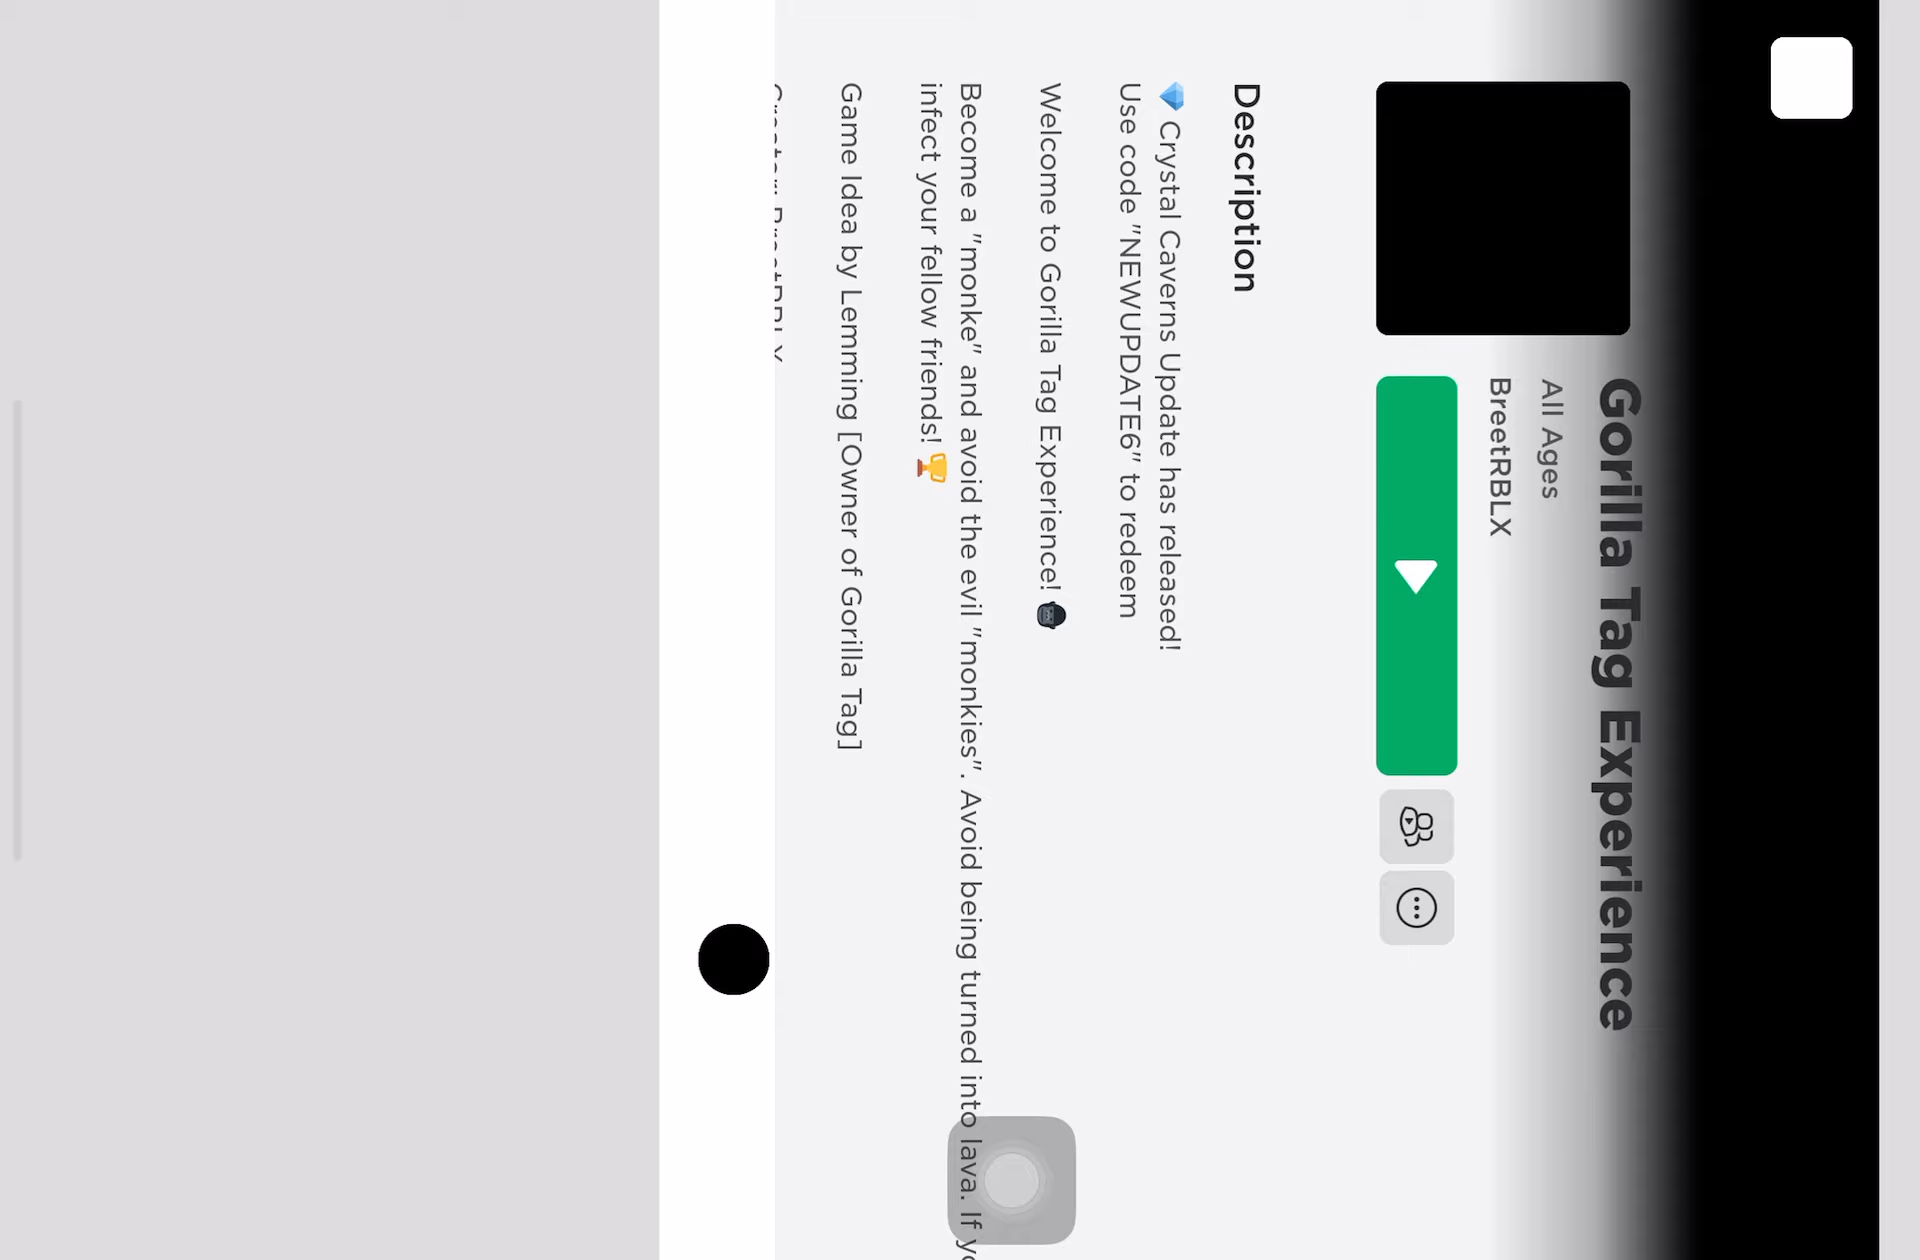 Gorilla Tag Experience
All Ages
BreetRBLX
Description
💎 Crystal Caverns Update has released!
Use code "NEWUPDATE6" to redeem
Welcome to Gorilla Tag Experience! 🦍
Become a "monke" and avoid the evil "monkies". Avoid being turned into lava. If
infect your fellow friends! 🏆
Game Idea by Lemming [Owner of Gorilla Tag]